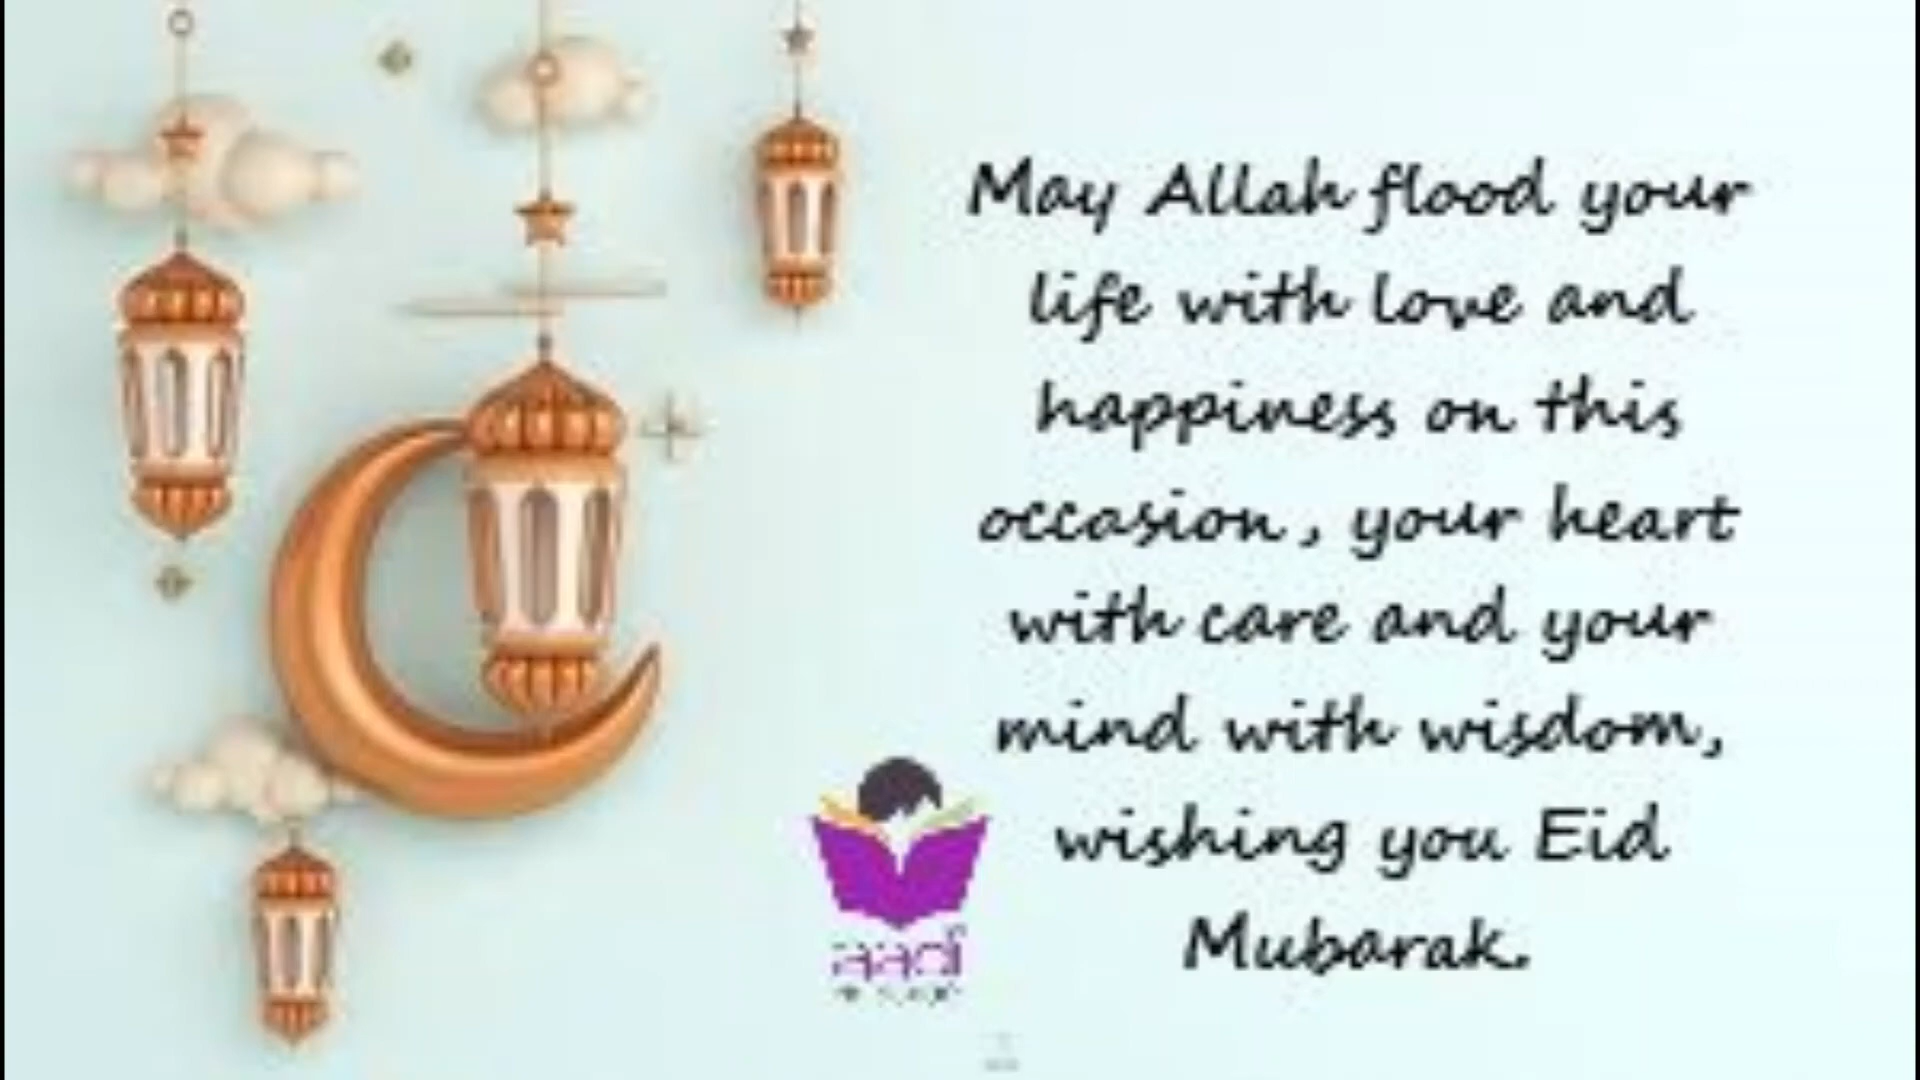 May Allah flood your
life with love and
happiness on this
occasion, your heart
with care and your
mind with wisdom,
wishing you Eid
Mubarak.